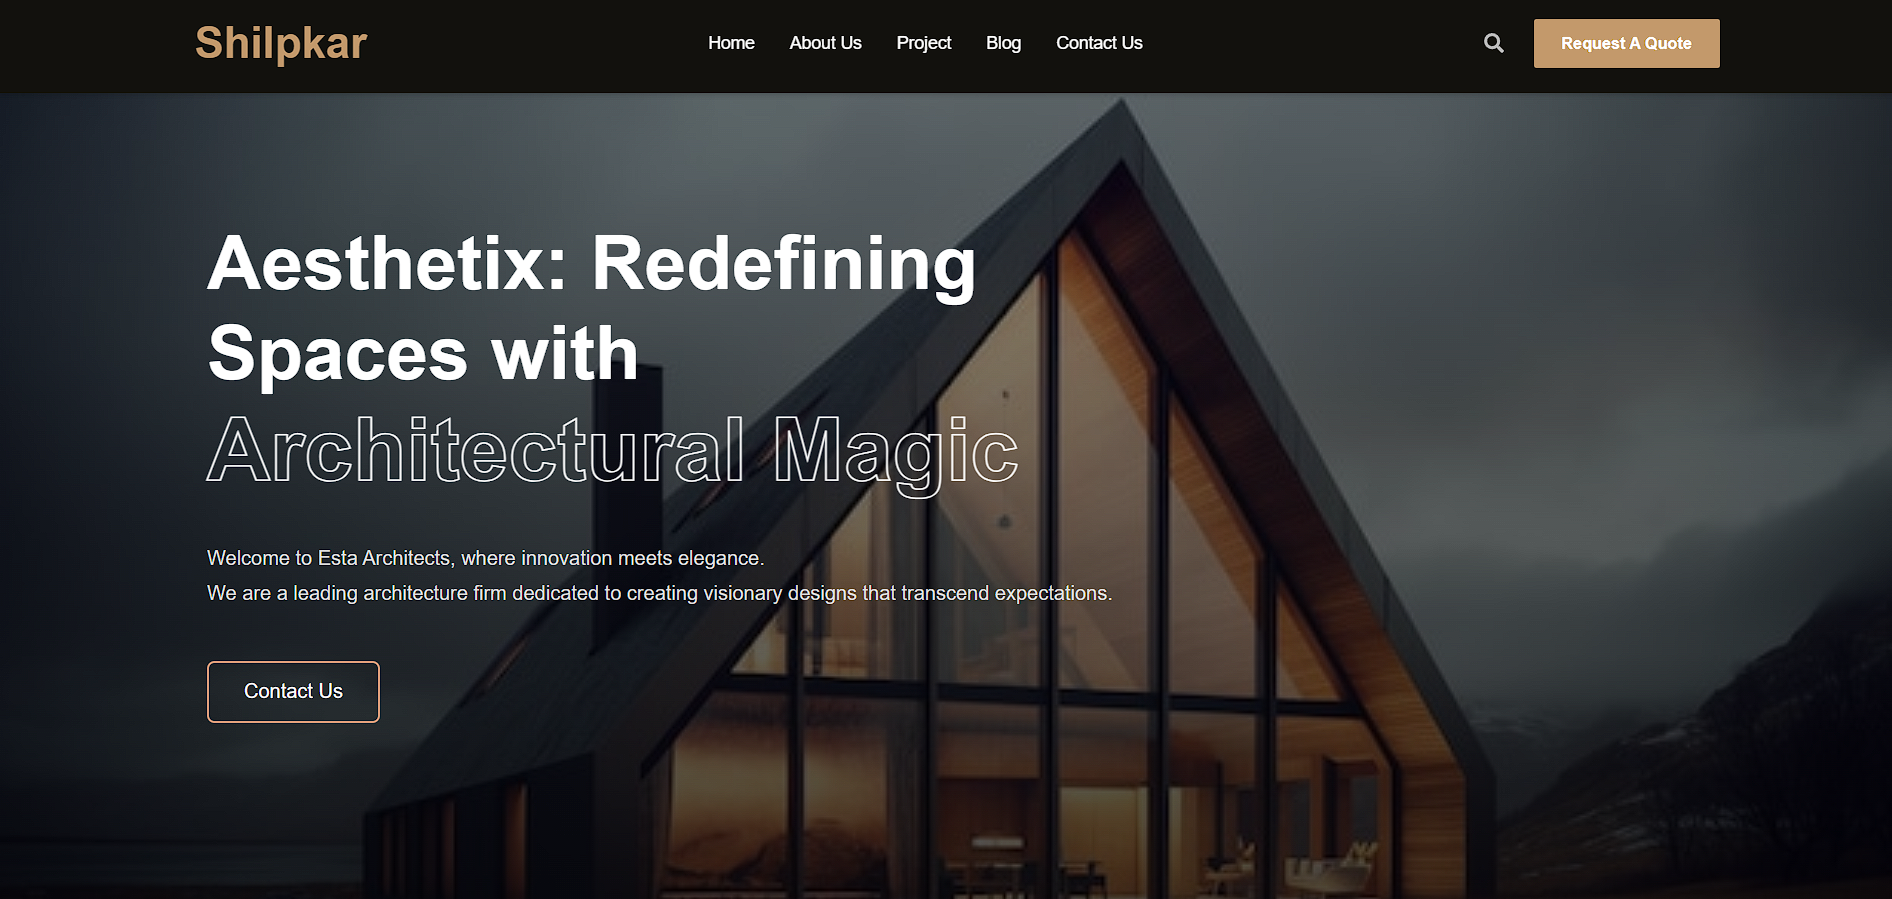 Shilpkar
Home About Us Project Blog Contact Us
Request A Quote
Aesthetix: Redefining
Spaces with
Architectural Magic
Welcome to Esta Architects, where innovation meets elegance.
We are a leading architecture firm dedicated to creating visionary designs that transcend expectations.
Contact Us